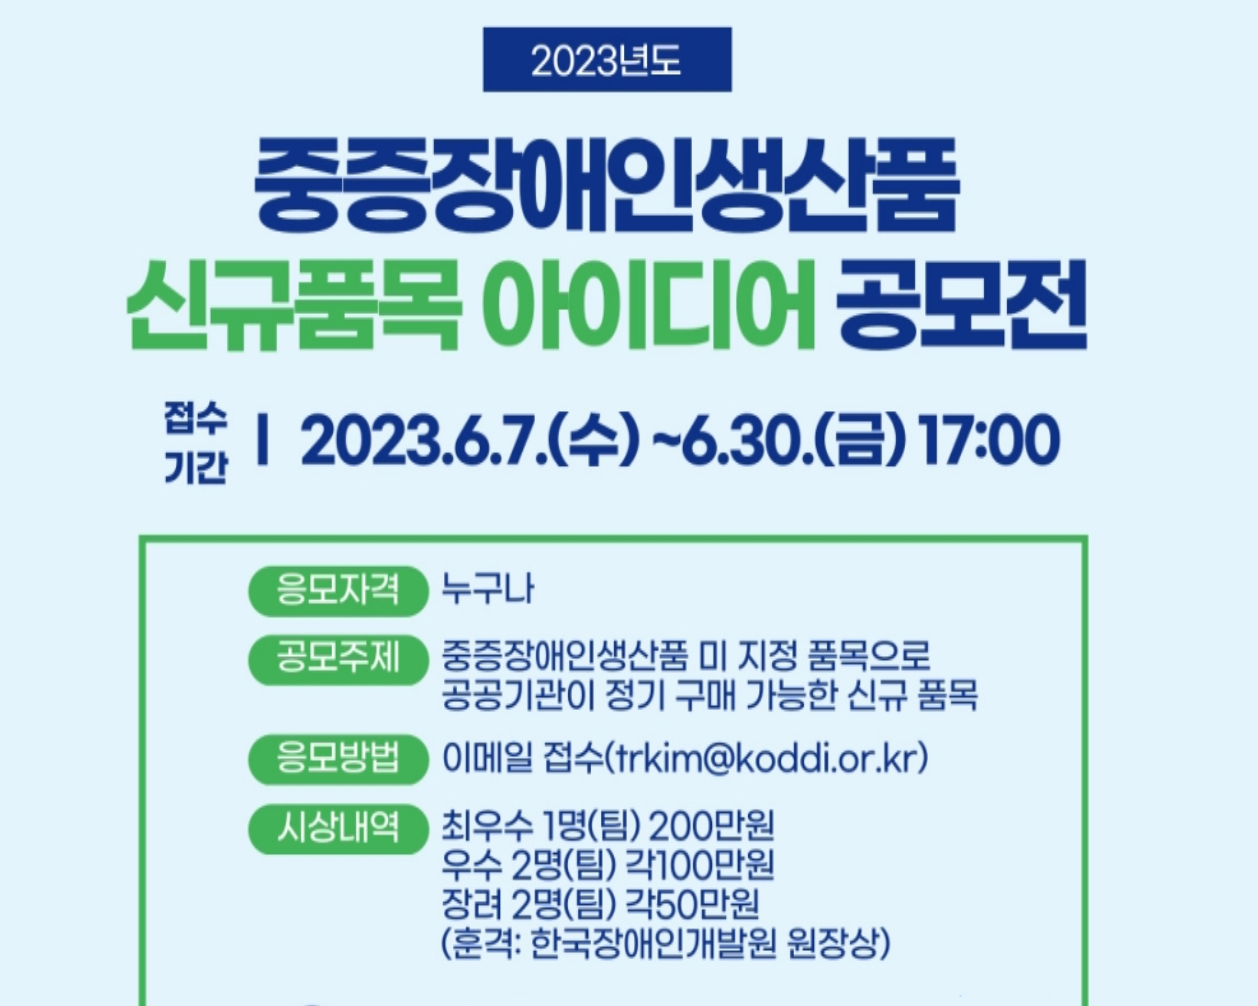 2023년도
중증장애인생산품
신규품목 아이디어 공모전
접수
기간 | 2023.6.7.(수) ~6.30.(금) 17:00
응모자격 누구나
공모주제 중증장애인생산품 미 지정 품목으로
공공기관이 정기 구매 가능한 신규 품목
응모방법 이메일 접수(trkim@koddi.or.kr)
시상내역 최우수 1명(팀) 200만원
우수 2명(팀) 각100만원
장려 2명(팀) 각50만원
(훈격: 한국장애인개발원 원장상)